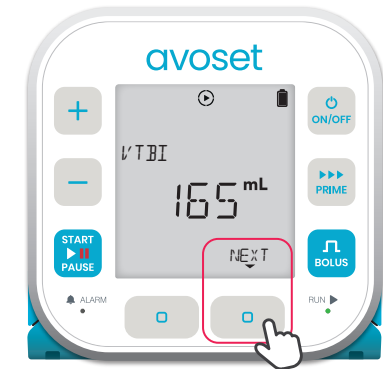 avoset
ON/OFF
VTBI
165 mL
PRIME
START
PAUSE
NEXT
BOLUS
ALARM
RUN